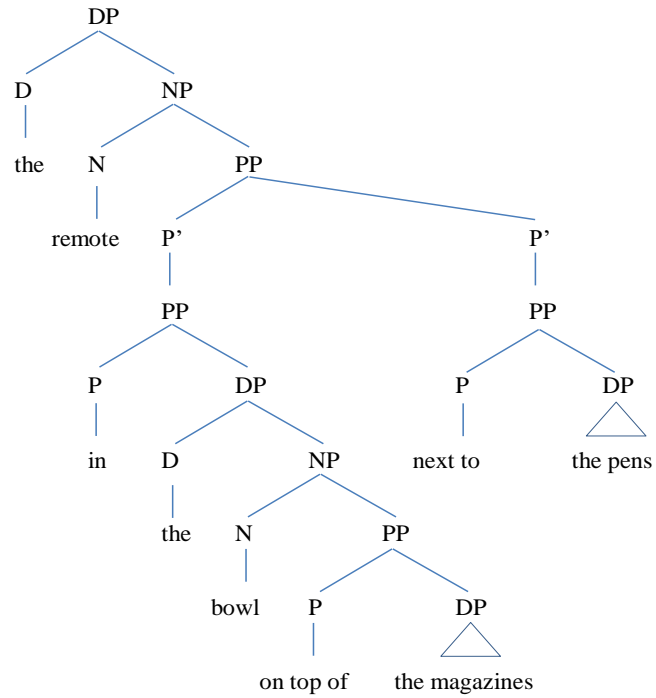 DP
D NP
the N PP
remote P’ P’
PP PP
P DP P DP
in D NP next to the pens
the N PP
bowl P DP
on top of the magazines